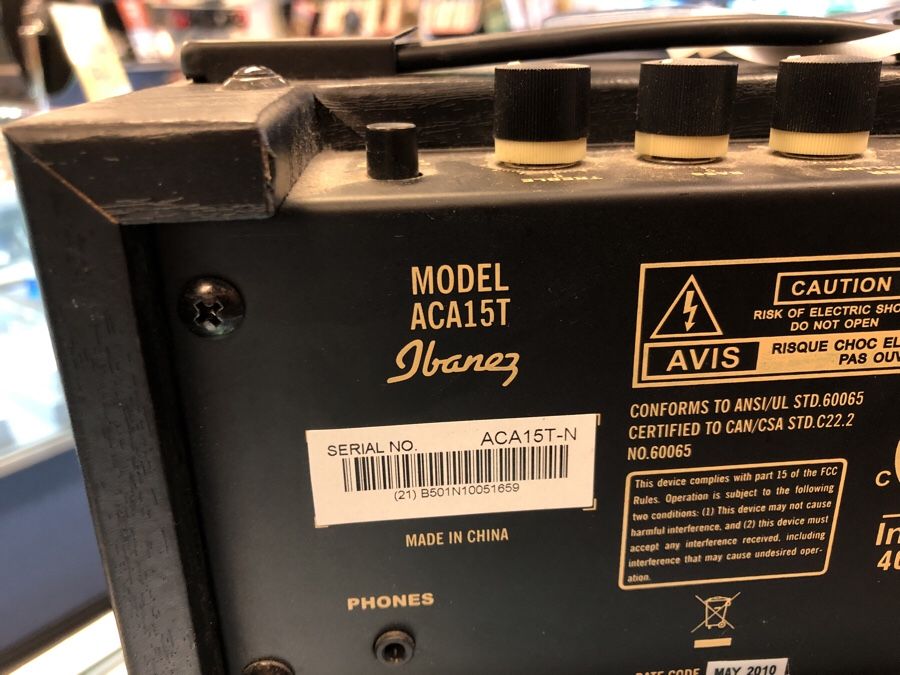 MODEL
ACA15T
Ibanez
SERIAL NO. ACA15T-N
(21) B501N10051659
MADE IN CHINA
PHONES
CAUTION
RISK OF ELECTRIC SHO
DO NOT OPEN
AVIS
RISQUE CHOC EL
PAS OUV
CONFORMS TO ANSI/UL STD.60065
CERTIFIED TO CAN/CSA STD.C22.2
NO.60065
This device complies with part 15 of the FCC
Rules. Operation is subject to the following
two conditions: (1) This device may not cause
harmful interference, and (2) this device must
accept any interference received, including
interference that may cause undesired oper-
ation.
C
In
40
DATE CODE MAY 2010